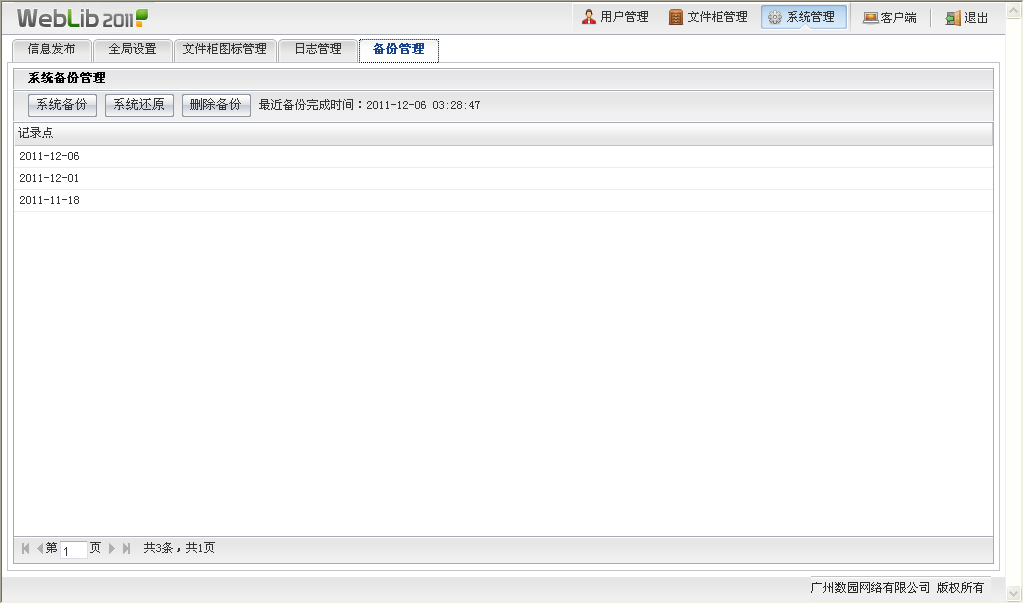 WebLib 2011 用户管理 文件柜管理 系统管理 客户端 退出
信息发布 全局设置 文件柜图标管理 日志管理 备份管理
系统备份管理
系统备份 系统还原 删除备份 最近备份完成时间：2011-12-06 03:28:47
记录点
2011-12-06
2011-12-01
2011-11-18
第 1 页 共3条，共1页
广州数园网络有限公司 版权所有